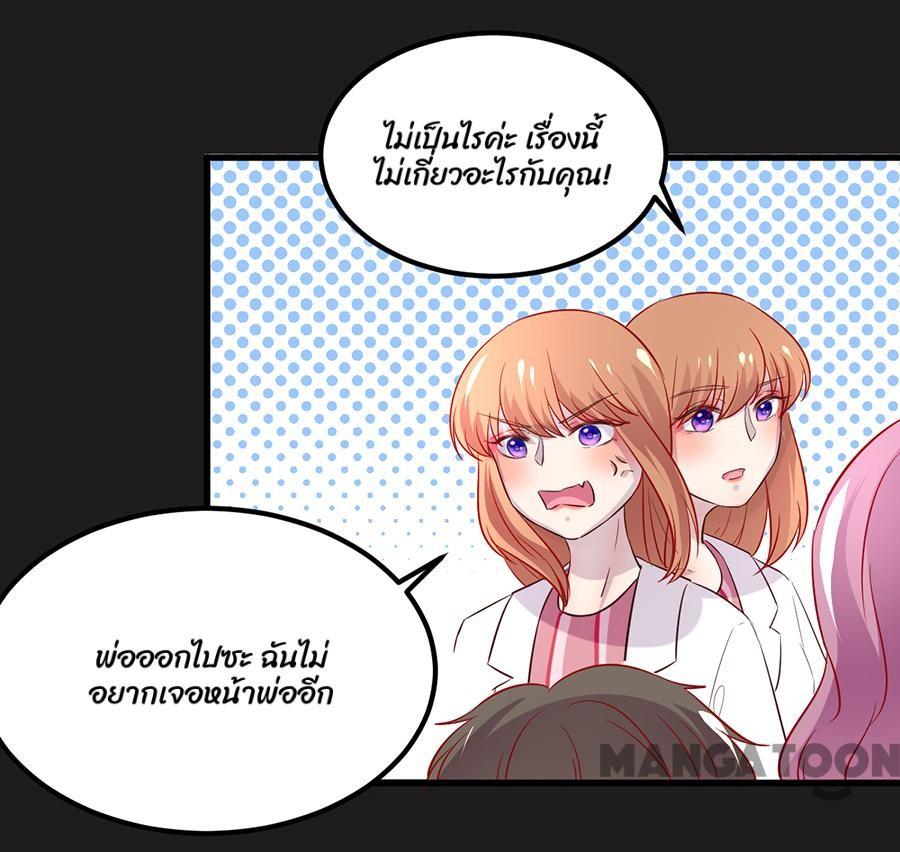 ไม่เป็นไรค่ะ เรื่องนี้
ไม่เกี่ยวอะไรกับคุณ!
พ่อออกไปซะ ฉันไม่
อยากเจอหน้าพ่ออีก
MANGATOON